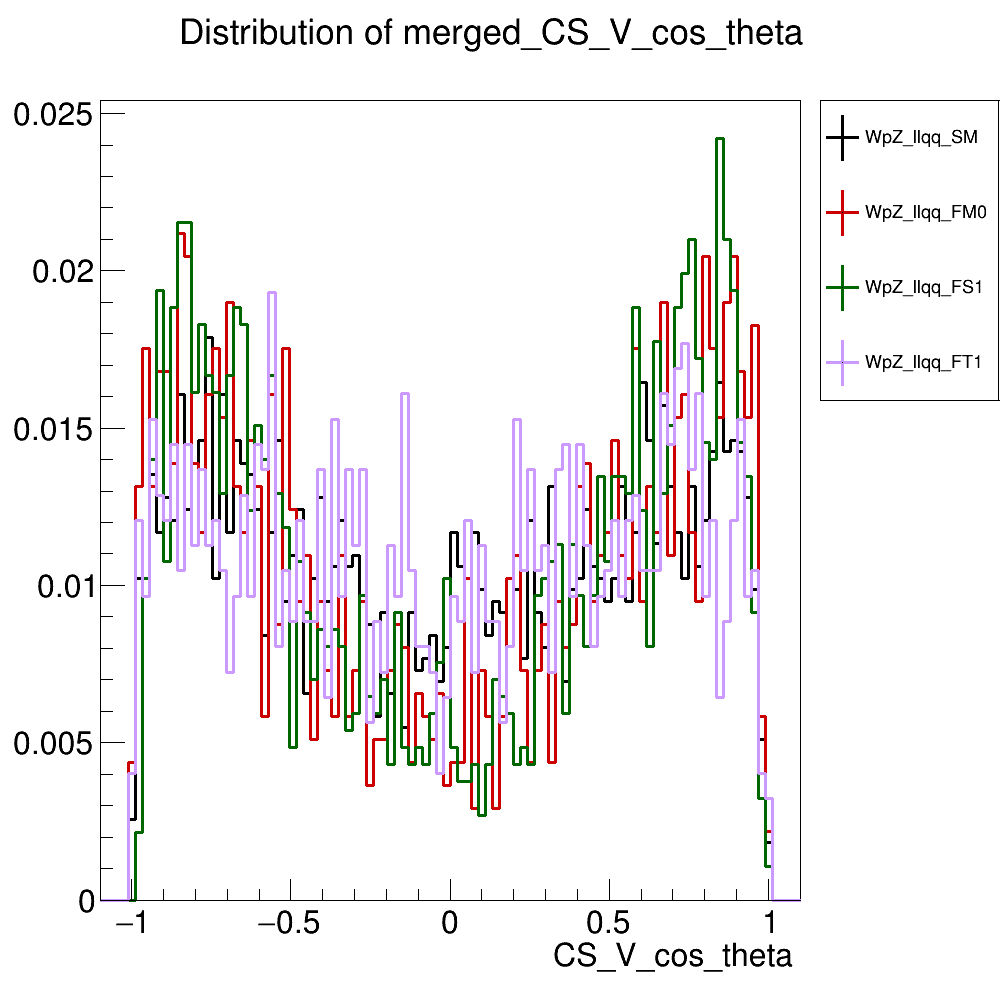 Distribution of merged_CS_V_cos_theta
0.025
0.02
0.015
0.01
0.005
0
−1
−0.5
0
0.5
1
CS_V_cos_theta
WpZ_llqq_SM
WpZ_llqq_FM0
WpZ_llqq_FS1
WpZ_llqq_FT1